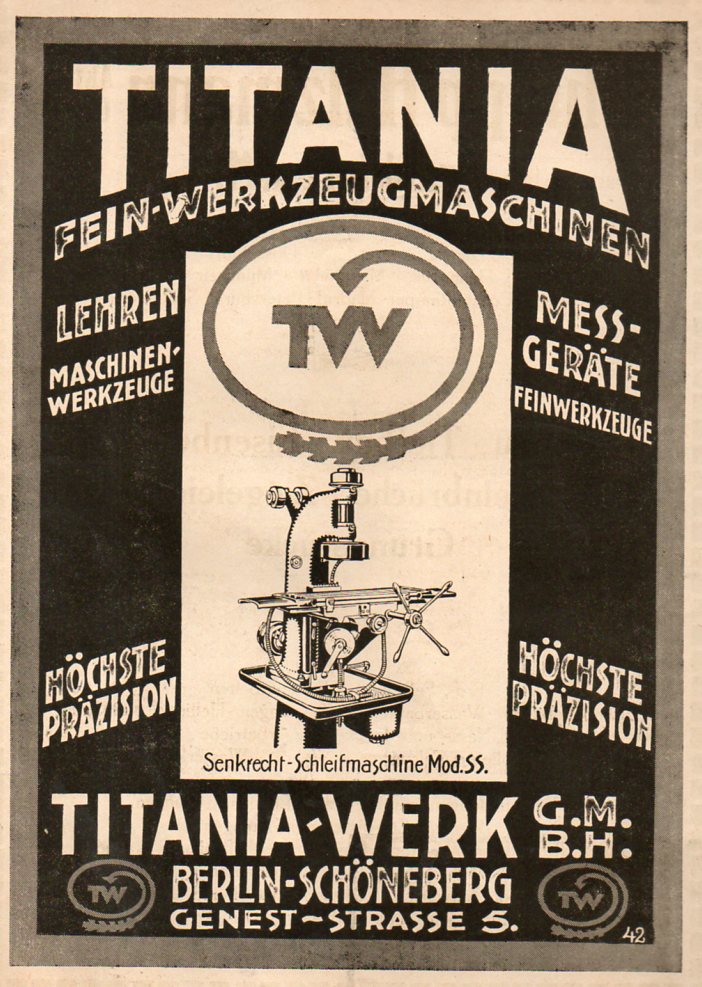 TITANIA
FEIN-WERKZEUGMASCHINEN
LEHREN
MASCHINEN-
WERKZEUGE
MESS-
GERÄTE
FEINWERKZEUGE
TW
HÖCHSTE
PRÄZISION
HÖCHSTE
PRÄZISION
Senkrecht-Schleifmaschine Mod.SS.
TITANIA-WERK G.M.
B.H.
TW
BERLIN-SCHÖNEBERG
TW
GENEST-STRASSE 5.
42